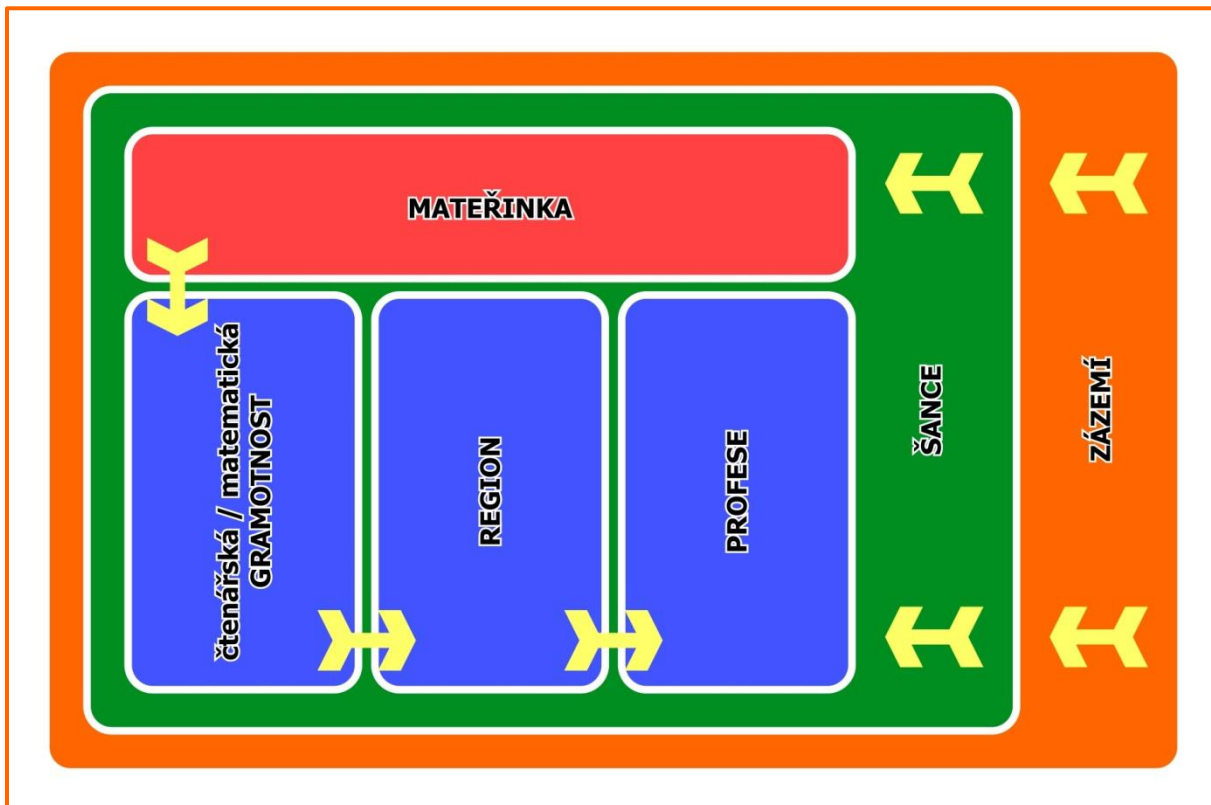 MATEŘINKA
čtenářská / matematická
GRAMOTNOST
REGION
PROFESE
ŠANCE
ZÁZEMÍ